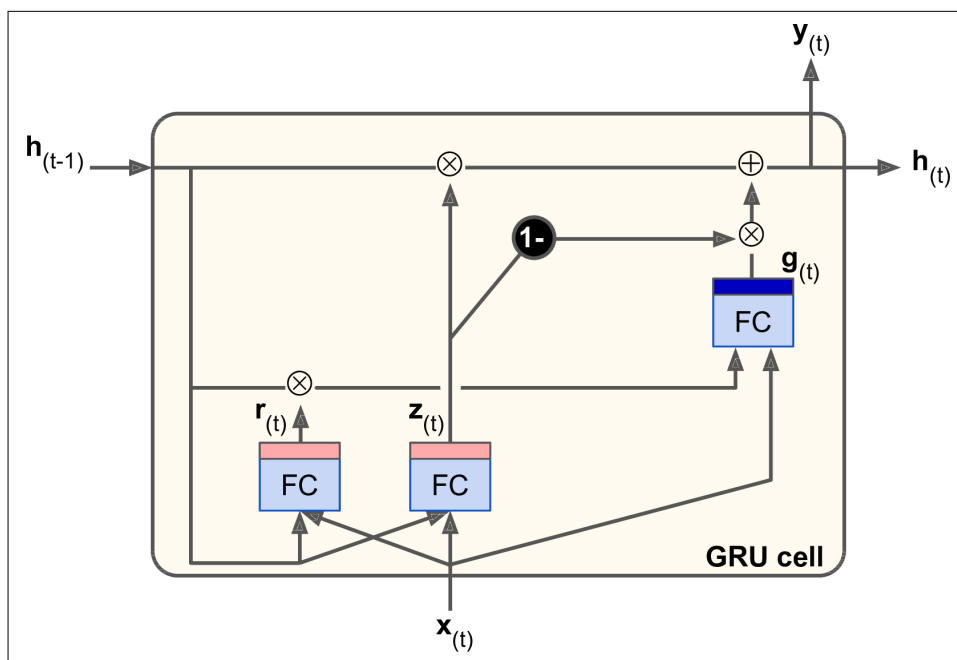 y(t)
h(t-1)
h(t)
1-
g(t)
FC
r(t)
z(t)
FC
FC
GRU cell
x(t)